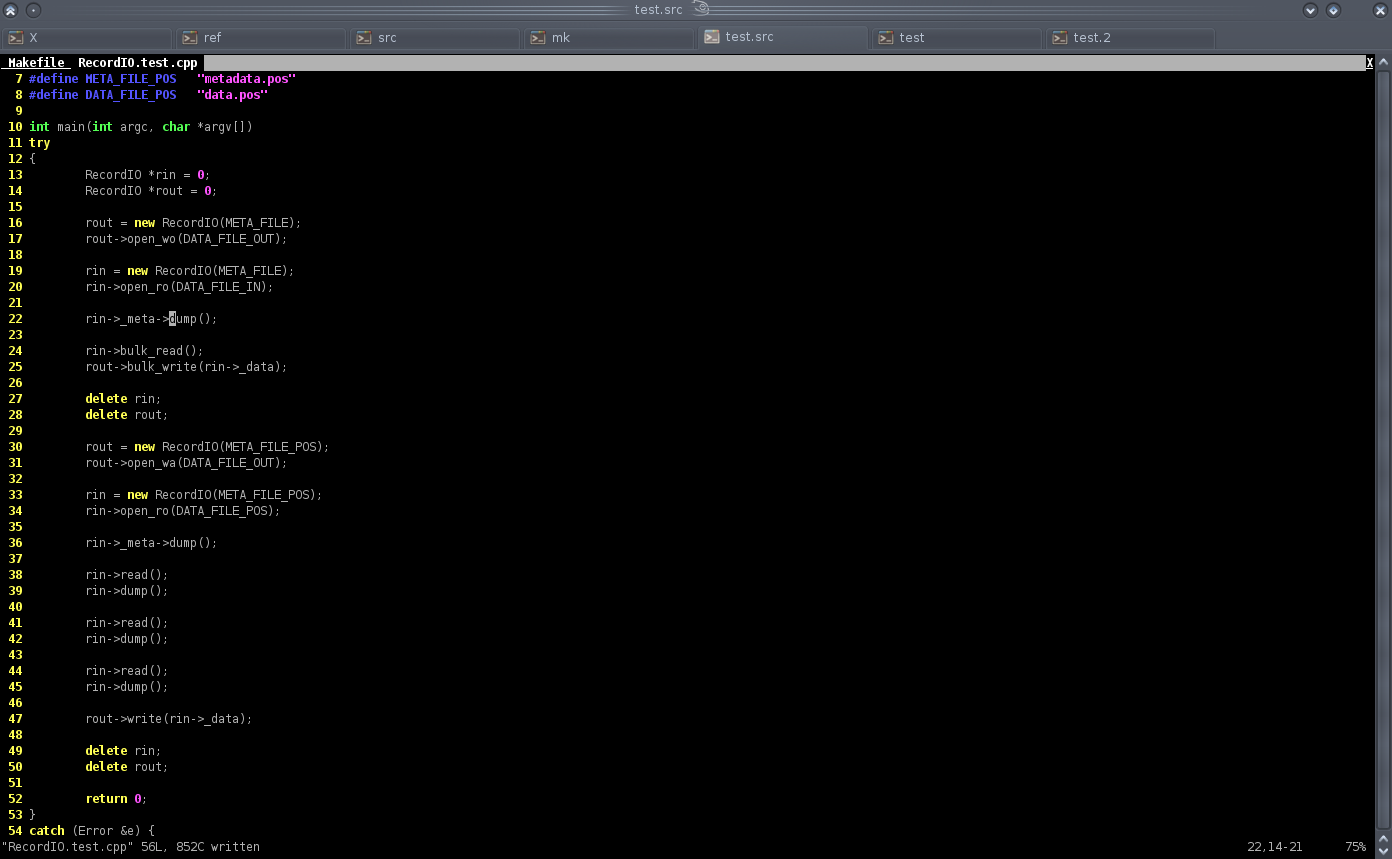 test.src
X ref src mk test.src test test.2
Makefile RecordIO.test.cpp X
7 #define META_FILE_POS   "metadata.pos"
8 #define DATA_FILE_POS   "data.pos"
9
10 int main(int argc, char *argv[])
11 try
12 {
13         RecordIO *rin = 0;
14         RecordIO *rout = 0;
15
16         rout = new RecordIO(META_FILE);
17         rout->open_wo(DATA_FILE_OUT);
18
19         rin = new RecordIO(META_FILE);
20         rin->open_ro(DATA_FILE_IN);
21
22         rin->_meta->dump();
23
24         rin->bulk_read();
25         rout->bulk_write(rin->_data);
26
27         delete rin;
28         delete rout;
29
30         rout = new RecordIO(META_FILE_POS);
31         rout->open_wa(DATA_FILE_OUT);
32
33         rin = new RecordIO(META_FILE_POS);
34         rin->open_ro(DATA_FILE_POS);
35
36         rin->_meta->dump();
37
38         rin->read();
39         rin->dump();
40
41         rin->read();
42         rin->dump();
43
44         rin->read();
45         rin->dump();
46
47         rout->write(rin->_data);
48
49         delete rin;
50         delete rout;
51
52         return 0;
53 }
54 catch (Error &e) {
"RecordIO.test.cpp" 56L, 852C written 22,14-21 75%